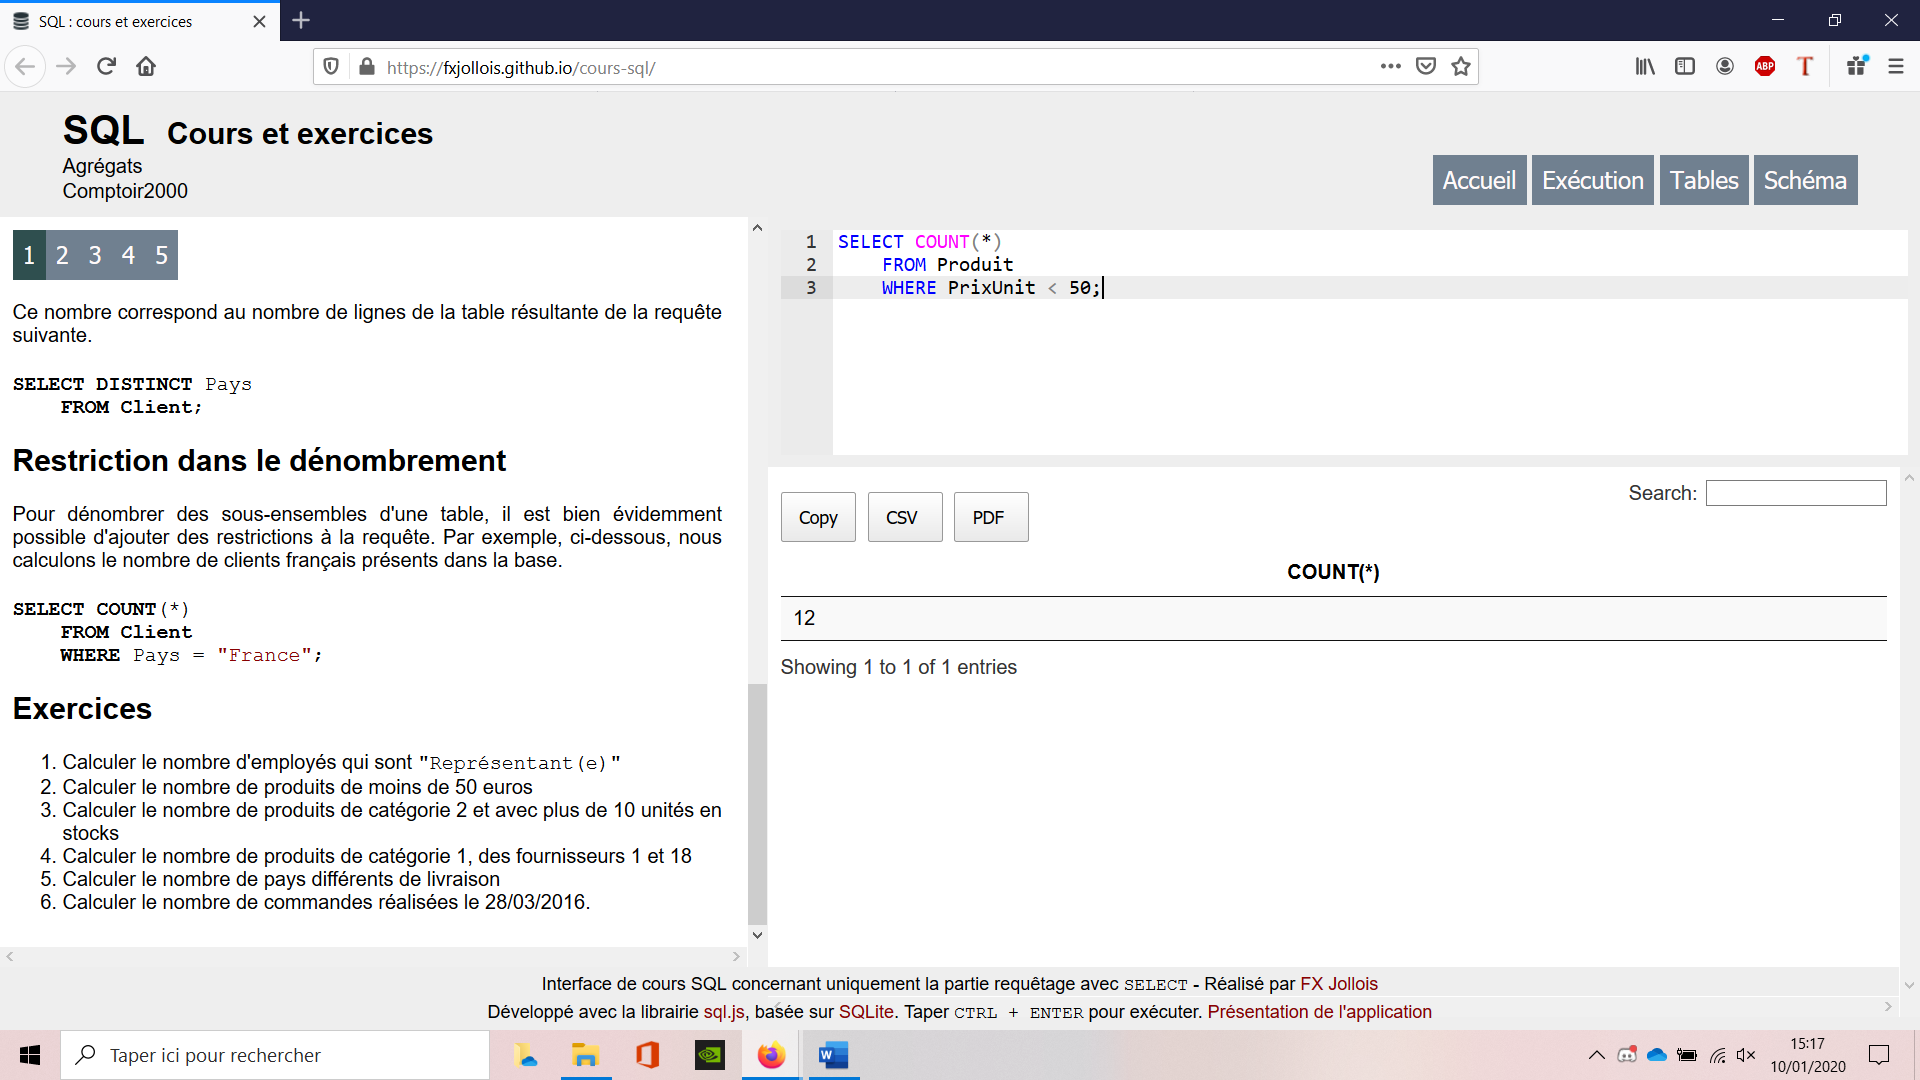 SQL : cours et exercices
https://fxjollois.github.io/cours-sql/
ABP
T
SQL Cours et exercices
Agrégats
Comptoir2000
Accueil Exécution Tables Schéma
1 2 3 4 5
Ce nombre correspond au nombre de lignes de la table résultante de la requête
suivante.
SELECT DISTINCT Pays
FROM Client;
Restriction dans le dénombrement
Pour dénombrer des sous-ensembles d'une table, il est bien évidemment
possible d'ajouter des restrictions à la requête. Par exemple, ci-dessous, nous
calculons le nombre de clients français présents dans la base.
SELECT COUNT(*)
FROM Client
WHERE Pays = "France";
Exercices
1. Calculer le nombre d'employés qui sont "Représentant(e)"
2. Calculer le nombre de produits de moins de 50 euros
3. Calculer le nombre de produits de catégorie 2 et avec plus de 10 unités en
stocks
4. Calculer le nombre de produits de catégorie 1, des fournisseurs 1 et 18
5. Calculer le nombre de pays différents de livraison
6. Calculer le nombre de commandes réalisées le 28/03/2016.
1 SELECT COUNT(*)
2 FROM Produit
3 WHERE PrixUnit < 50;
Search:
Copy CSV PDF
COUNT(*)
12
Showing 1 to 1 of 1 entries
Interface de cours SQL concernant uniquement la partie requêtage avec SELECT - Réalisé par FX Jollois
Développé avec la librairie sql.js, basée sur SQLite. Taper CTRL + ENTER pour exécuter. Présentation de l'application
Taper ici pour rechercher
W
15:17
10/01/2020